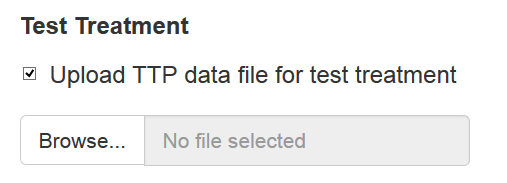 Test Treatment
Upload TTP data file for test treatment
Browse... No file selected